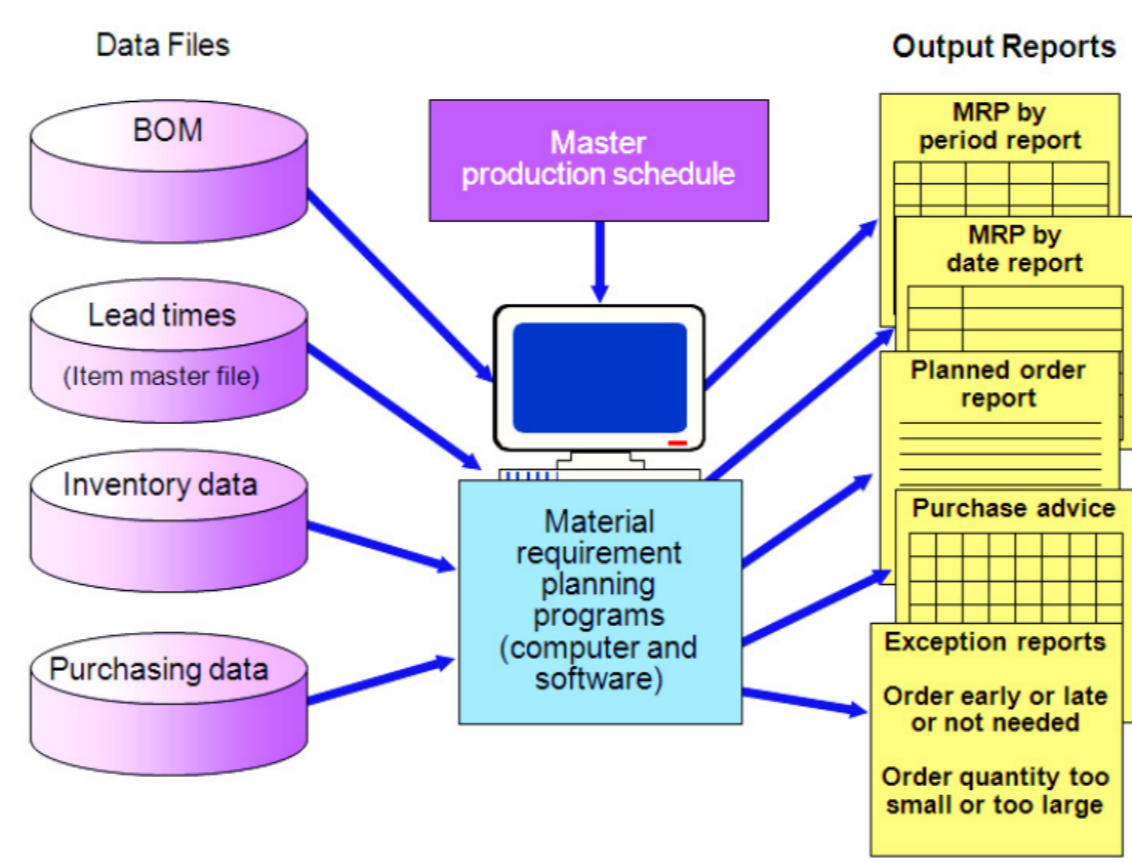 Data Files
BOM
Lead times
(Item master file)
Inventory data
Purchasing data
Master
production schedule
Material
requirement
planning
programs
(computer and
software)
Output Reports
MRP by
period report
MRP by
date report
Planned order
report
Purchase advice
Exception reports
Order early or late
or not needed
Order quantity too
small or too large